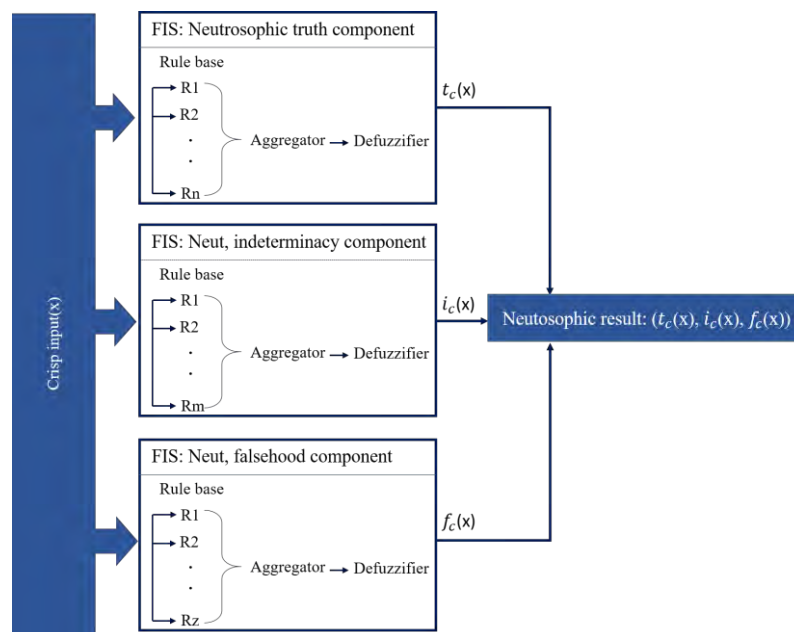 Crisp input(x)
FIS: Neutrosophic truth component
Rule base
R1
R2
.
.
Rn
Aggregator
Defuzzifier
t_c(x)
FIS: Neut, indeterminacy component
Rule base
R1
R2
.
.
Rm
Aggregator
Defuzzifier
i_c(x)
FIS: Neut, falsehood component
Rule base
R1
R2
.
.
Rz
Aggregator
Defuzzifier
f_c(x)
Neutosophic result: (t_c(x), i_c(x), f_c(x))